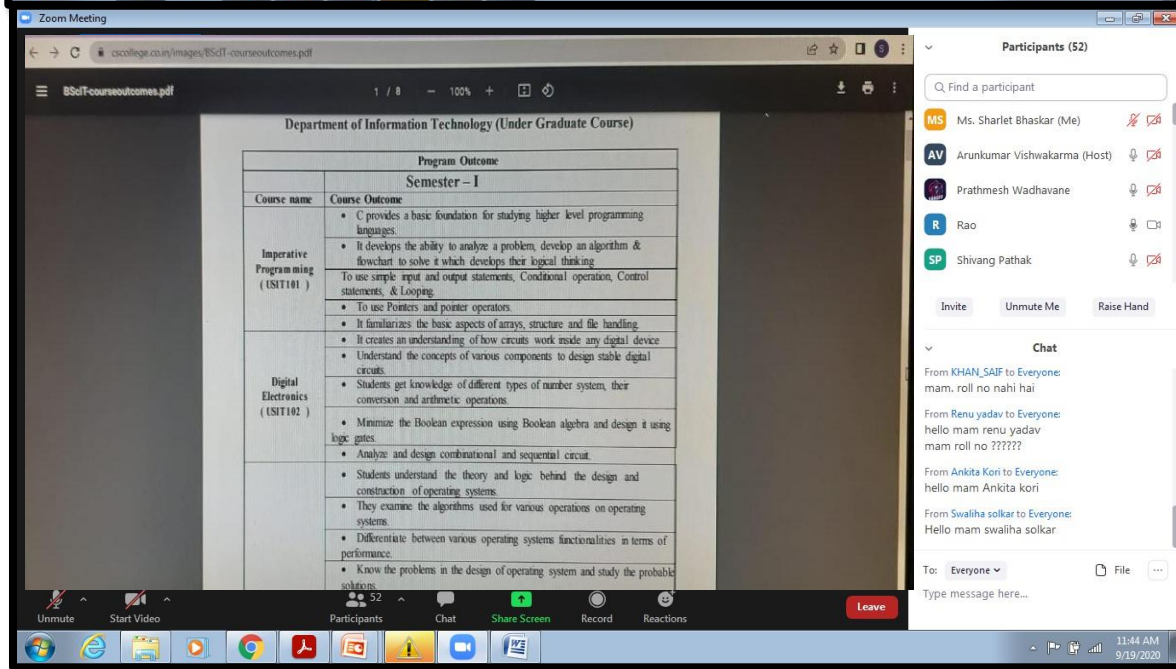 Zoom Meeting
cscollege.co.in/images/BScIT-courseoutcomes.pdf
S
BScIT-courseoutcomes.pdf
1 / 8
100%
Department of Information Technology (Under Graduate Course)
Program Outcome
Semester – I
Course name
Course Outcome
Imperative
Programming
( USIT101 )
• C provides a basic foundation for studying higher level programming
languages.
• It develops the ability to analyze a problem, develop an algorithm &
flowchart to solve it which develops their logical thinking
To use simple input and output statements, Conditional operation, Control
statements, & Looping.
• To use Pointers and pointer operators.
• It familiarizes the basic aspects of arrays, structure and file handling.
Digital
Electronics
( USIT102 )
• It creates an understanding of how circuits work inside any digital device
• Understand the concepts of various components to design stable digital
circuits.
• Students get knowledge of different types of number system, their
conversion and arthmetic operations.
• Minimize the Boolean expression using Boolean algebra and design it using
logic gates.
• Analyze and design combinational and sequential circuit.
• Students understand the theory and logic behind the design and
construction of operating systems.
• They examine the algorithms used for various operations on operating
systems.
• Differentiate between various operating systems functionalities in terms of
performance.
• Know the problems in the design of operating system and study the probable
solutions.
Unmute
Start Video
52
Participants
Chat
Share Screen
Record
Reactions
Leave
Participants (52)
Find a participant
MS Ms. Sharlet Bhaskar (Me)
AV Arunkumar Vishwakarma (Host)
Prathmesh Wadhavane
R Rao
SP Shivang Pathak
Invite
Unmute Me
Raise Hand
Chat
From KHAN_SAIF to Everyone:
mam. roll no nahi hai
From Renu yadav to Everyone:
hello mam renu yadav
mam roll no ??????
From Ankita Kori to Everyone:
hello mam Ankita kori
From Swaliha solkar to Everyone:
Hello mam swaliha solkar
To: Everyone
File
Type message here...
11:44 AM
9/19/2020